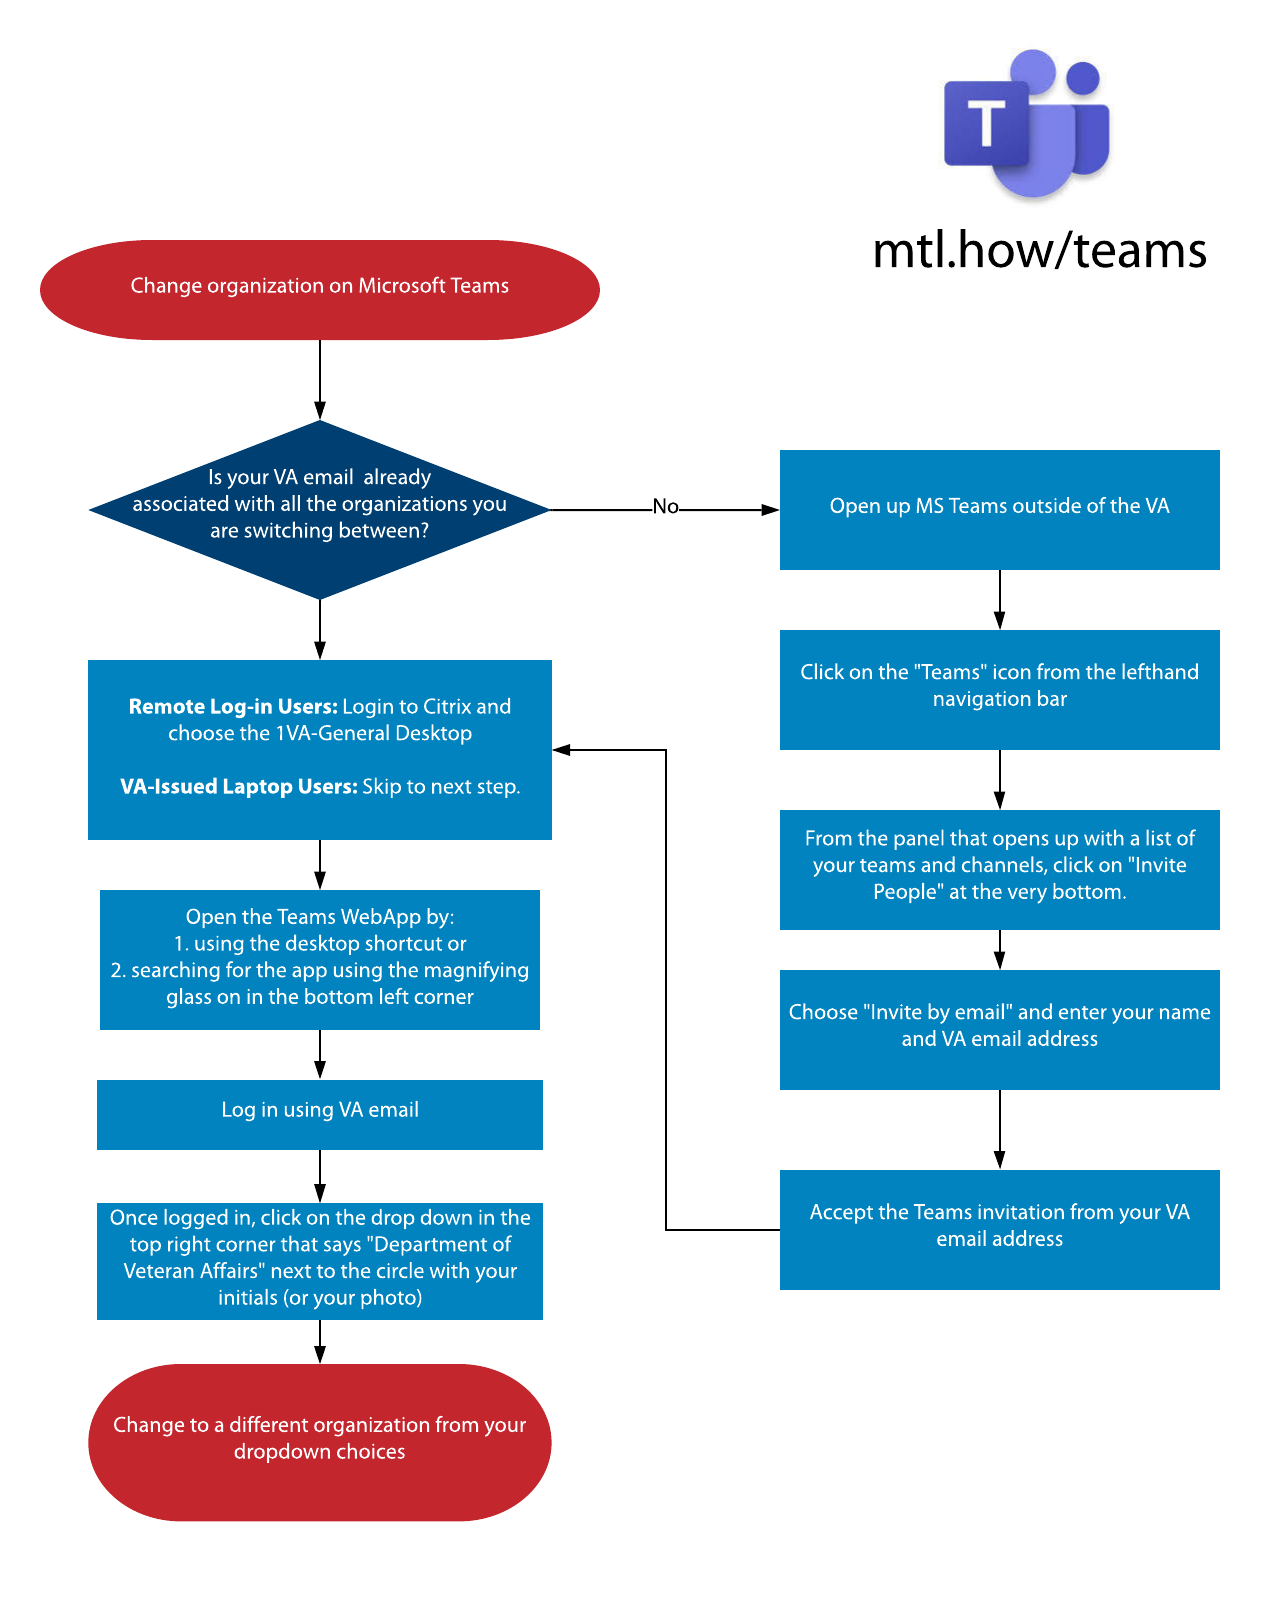 T
mtl.how/teams
Change organization on Microsoft Teams
Is your VA email  already
associated with all the organizations you
are switching between?
No
Open up MS Teams outside of the VA
Click on the "Teams" icon from the lefthand
navigation bar
Remote Log-in Users: Login to Citrix and
choose the 1VA-General Desktop
VA-Issued Laptop Users: Skip to next step.
From the panel that opens up with a list of
your teams and channels, click on "Invite
People" at the very bottom.
Open the Teams WebApp by:
1. using the desktop shortcut or
2. searching for the app using the magnifying
glass on in the bottom left corner
Choose "Invite by email" and enter your name
and VA email address
Log in using VA email
Accept the Teams invitation from your VA
email address
Once logged in, click on the drop down in the
top right corner that says "Department of
Veteran Affairs" next to the circle with your
initials (or your photo)
Change to a different organization from your
dropdown choices